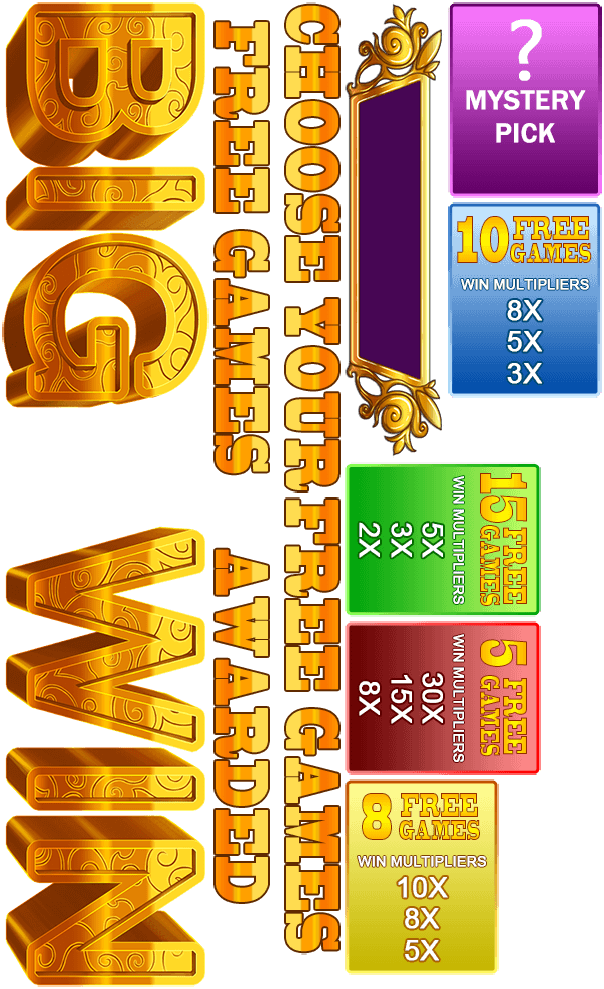 BIG WIN
FREE GAMES AWARDED
CHOOSE YOUR FREE GAMES
?
MYSTERY
PICK
10 FREE
GAMES
WIN MULTIPLIERS
8X
5X
3X
15 FREE
GAMES
WIN MULTIPLIERS
5X
3X
2X
5 FREE
GAMES
WIN MULTIPLIERS
30X
15X
8X
8 FREE
GAMES
WIN MULTIPLIERS
10X
8X
5X